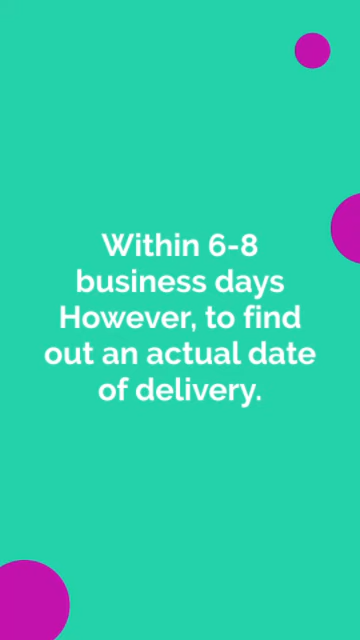 Within 6-8
business days
However, to find
out an actual date
of delivery.